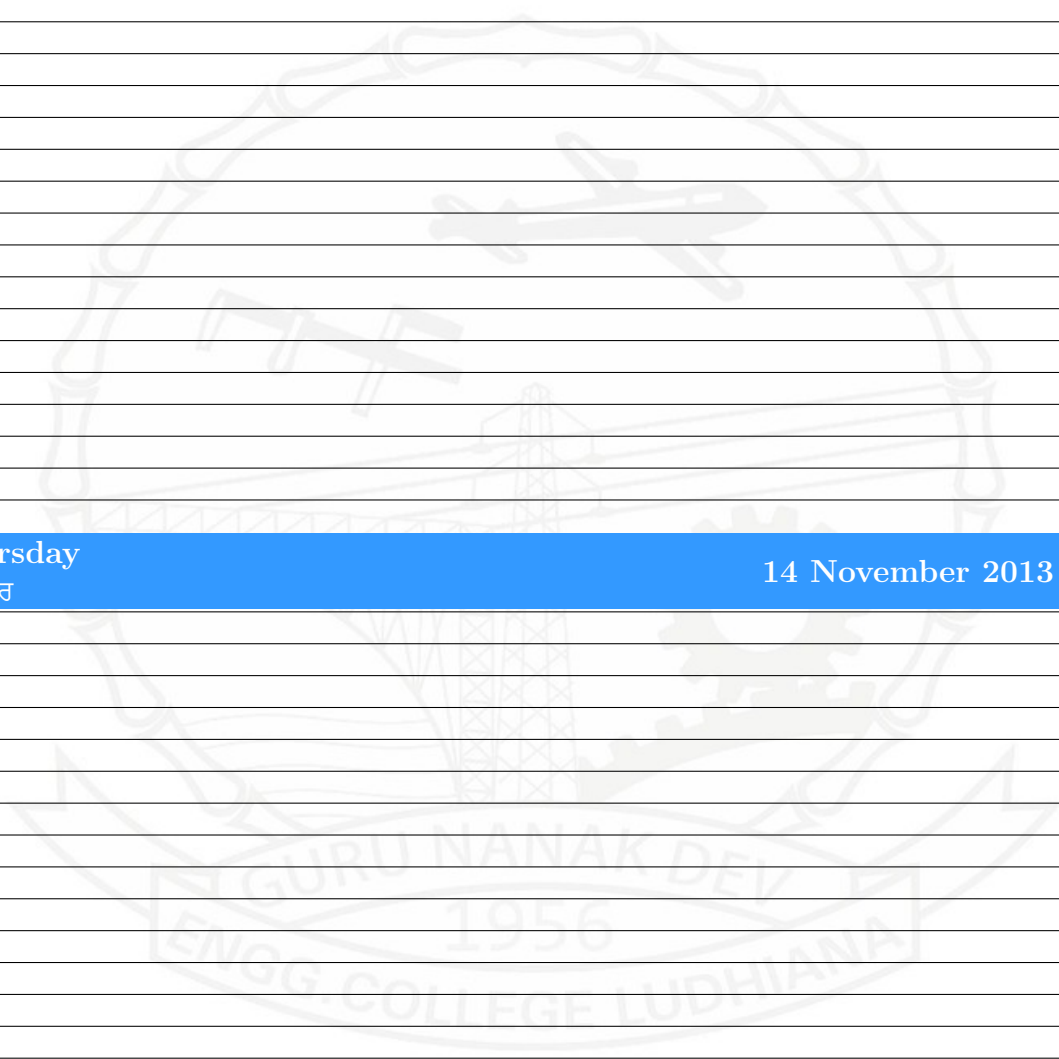 rsday
ਰ
14 November 2013
GURU NANAK DEV
1956
ENGG. COLLEGE LUDHIANA